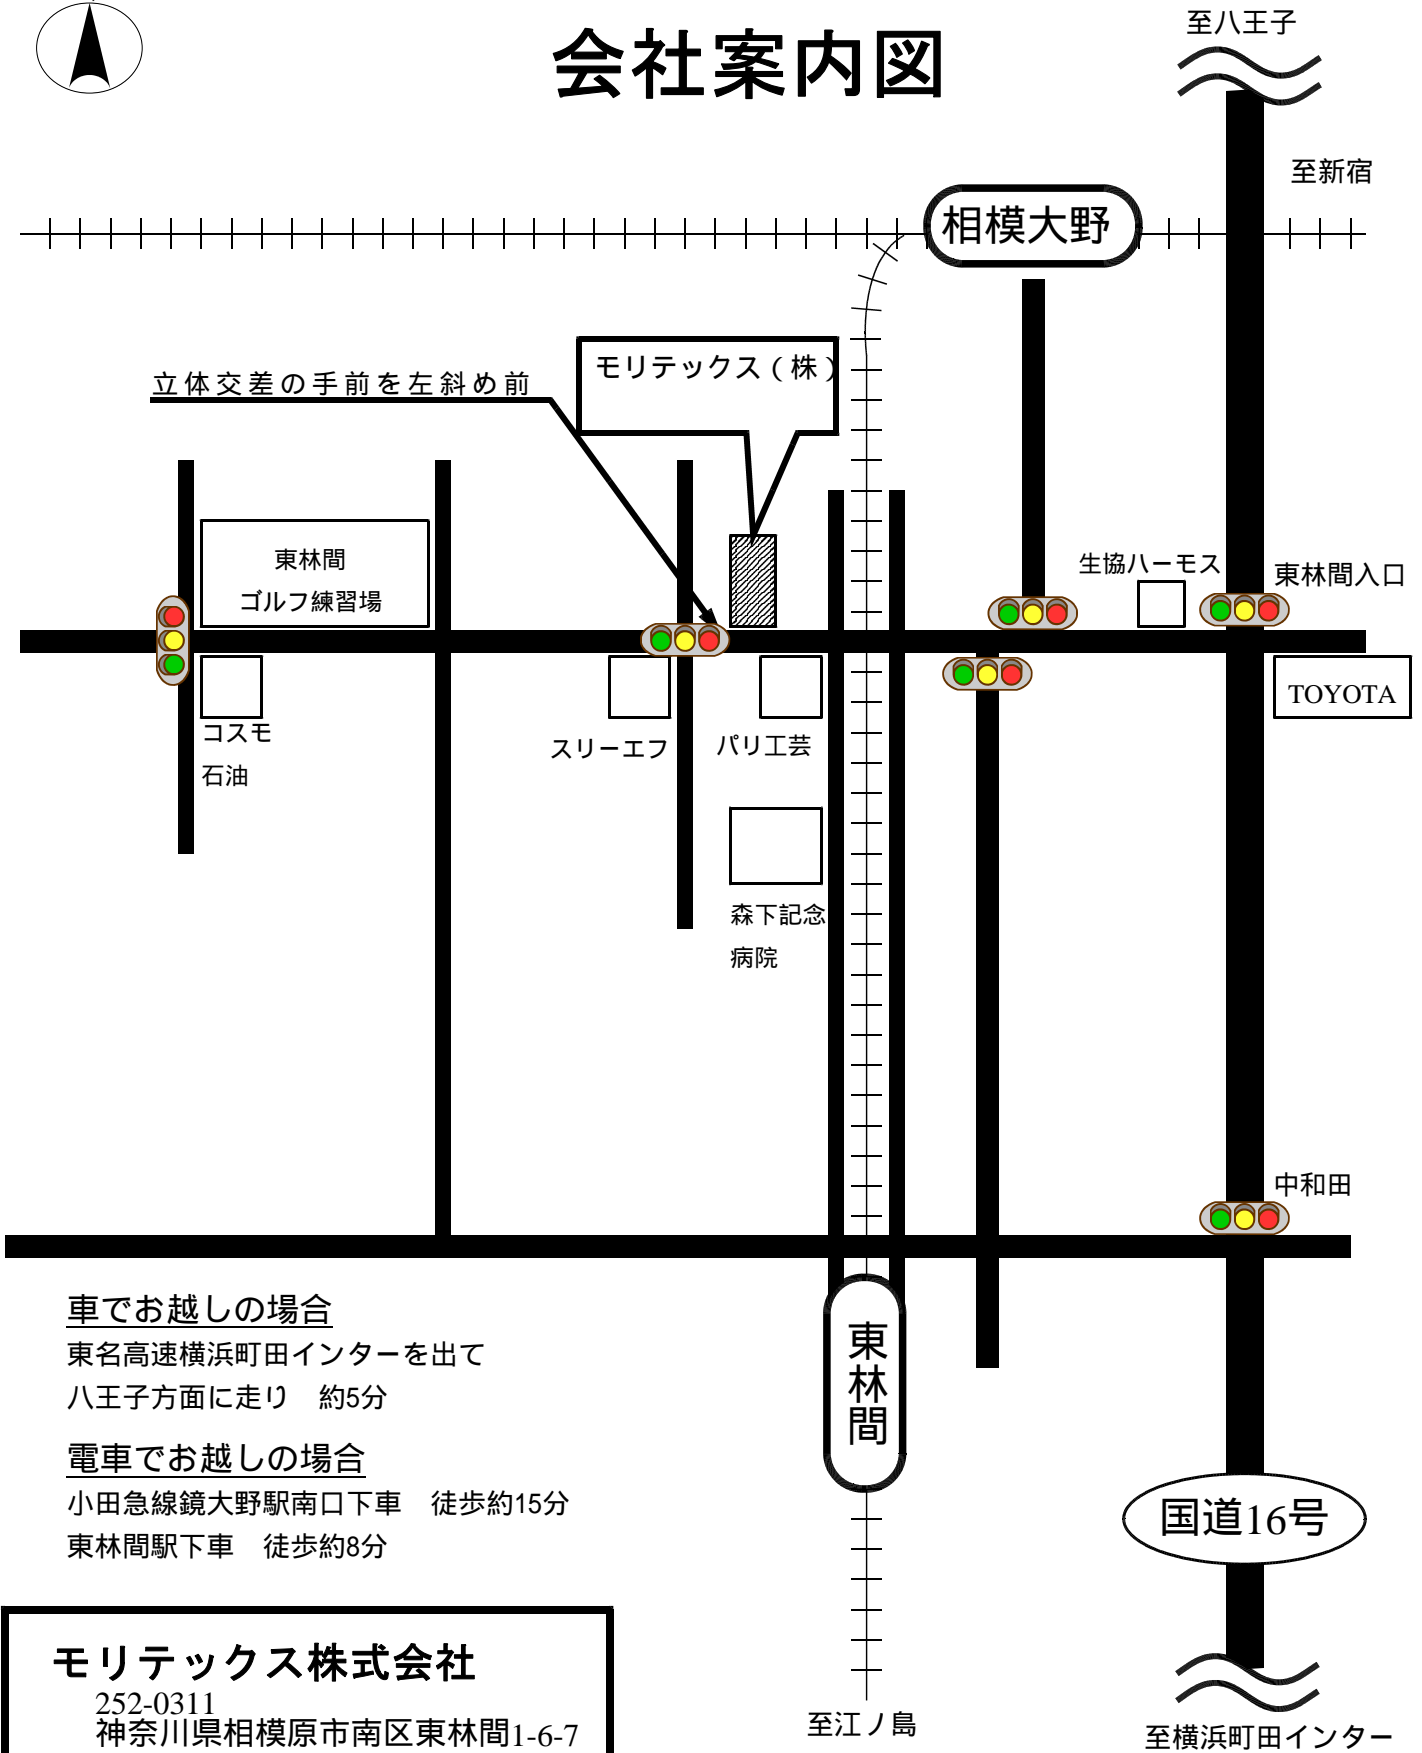 会社案内図
至八王子
至新宿
相模大野
モリテックス（株）
立体交差の手前を左斜め前
東林間
ゴルフ練習場
生協ハーモス
東林間入口
TOYOTA
コスモ
石油
スリーエフ
パリ工芸
森下記念
病院
中和田
車でお越しの場合
東名高速横浜町田インターを出て
八王子方面に走り　約5分
電車でお越しの場合
小田急線鏡大野駅南口下車　徒歩約15分
東林間駅下車　徒歩約8分
東林間
国道16号
モリテックス株式会社
252-0311
神奈川県相模原市南区東林間1-6-7
至江ノ島
至横浜町田インター